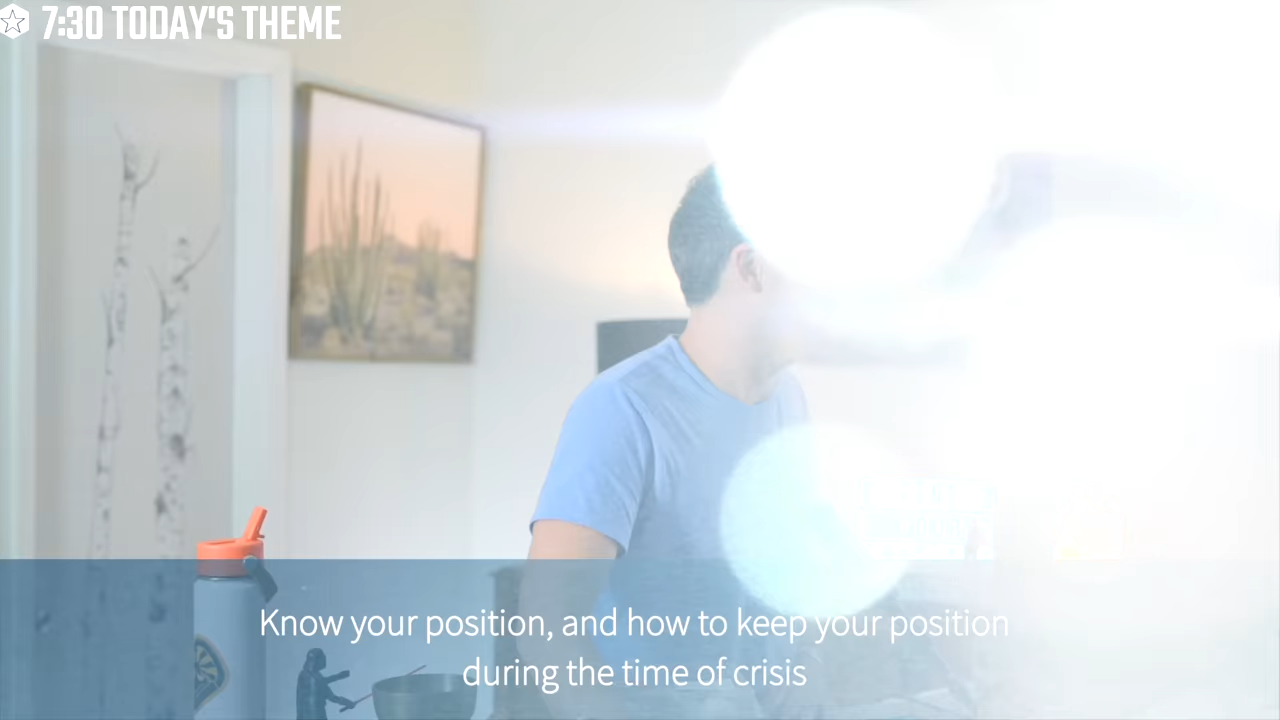 7:30 TODAY'S THEME
Know your position, and how to keep your position
during the time of crisis